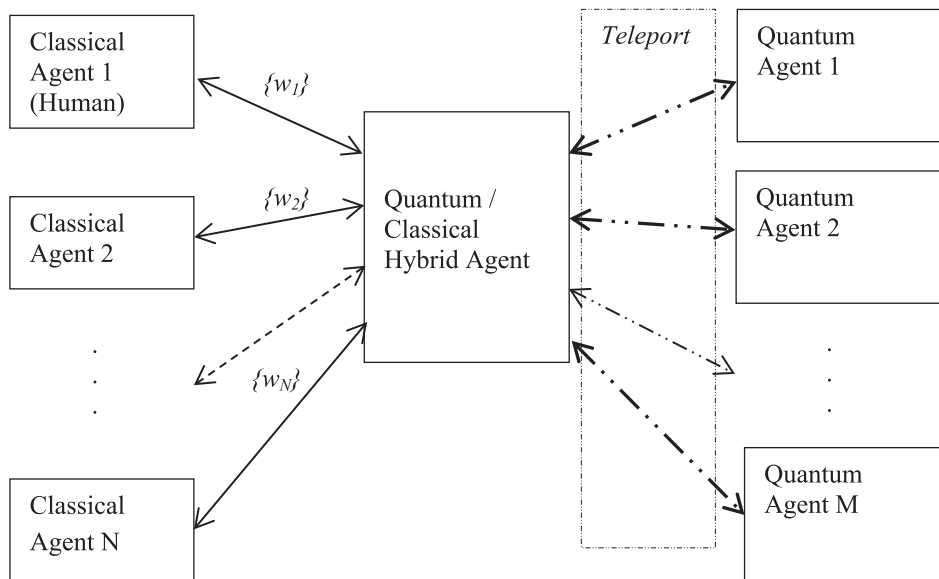 Classical
Agent 1
(Human)
{w1}
Classical
Agent 2
{w2}
.
.
.
{wN}
Classical
Agent N
Quantum /
Classical
Hybrid Agent
Teleport
Quantum
Agent 1
Quantum
Agent 2
.
.
.
Quantum
Agent M